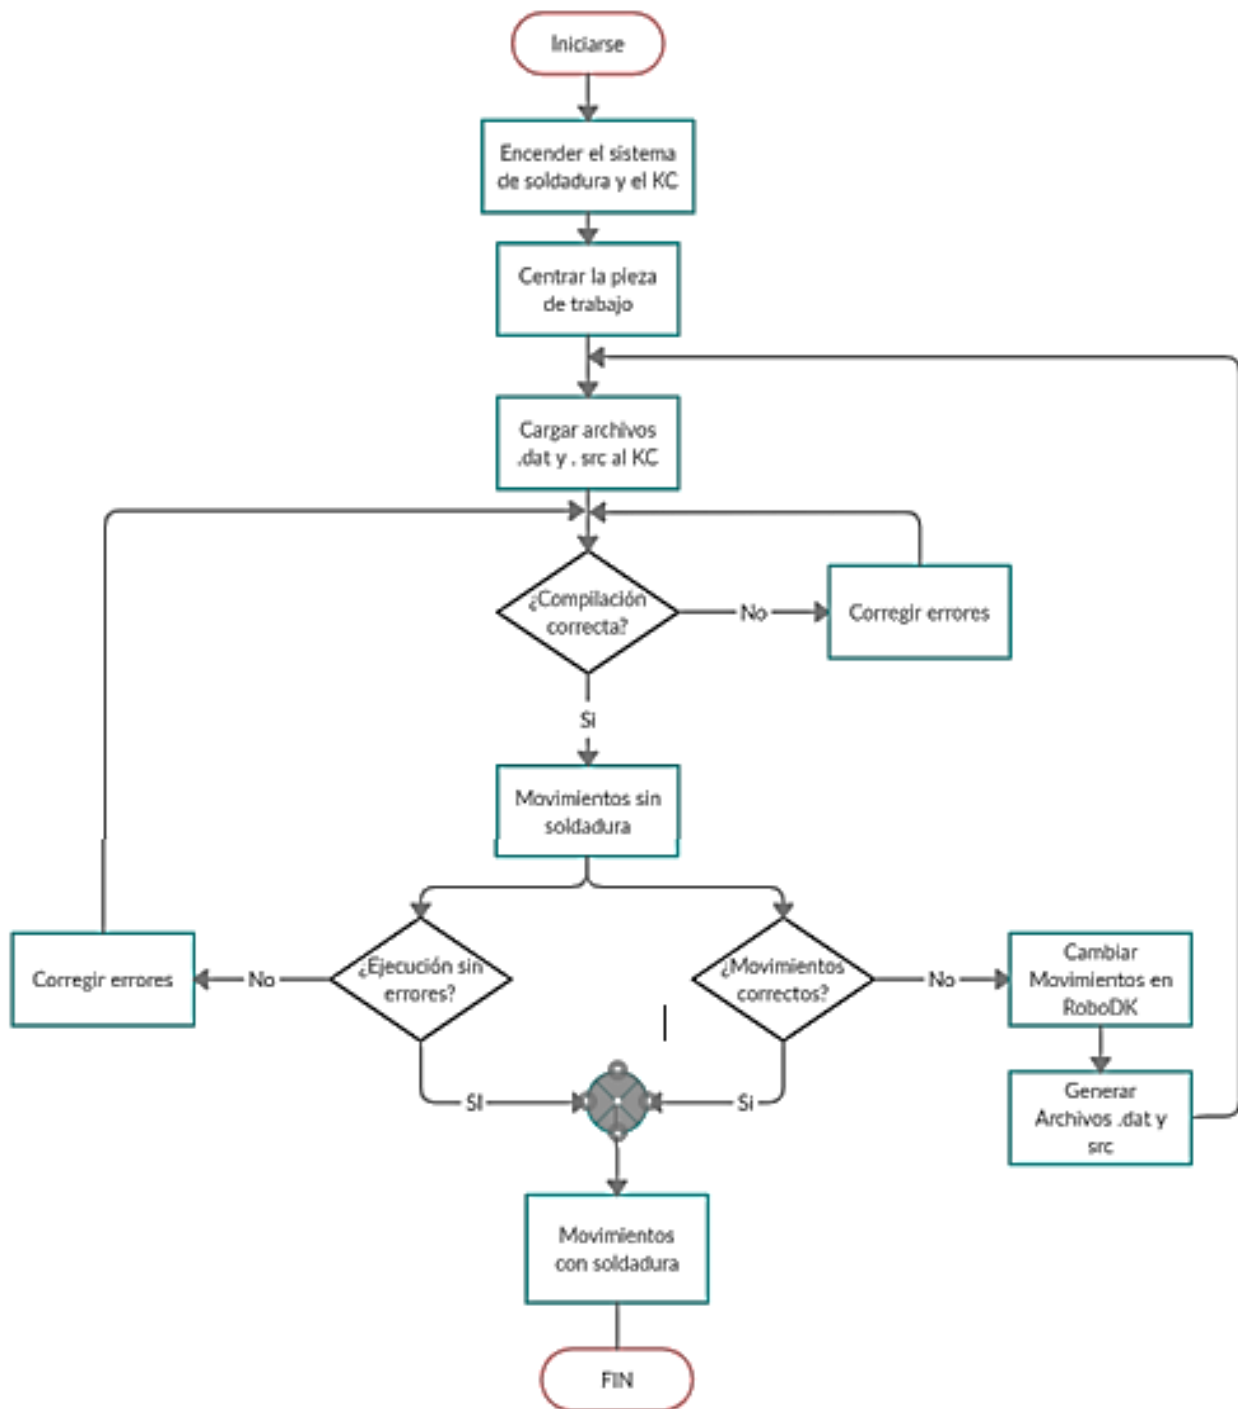 Iniciarse
Encender el sistema
de soldadura y el KC
Centrar la pieza
de trabajo
Cargar archivos
.dat y . src al KC
¿Compilación
correcta?
No
Corregir errores
Si
Movimientos sin
soldadura
Corregir errores
No
¿Ejecución sin
errores?
¿Movimientos
correctos?
No
Cambiar
Movimientos en
RoboDK
SI
Si
Generar
Archivos .dat y
src
Movimientos
con soldadura
FIN